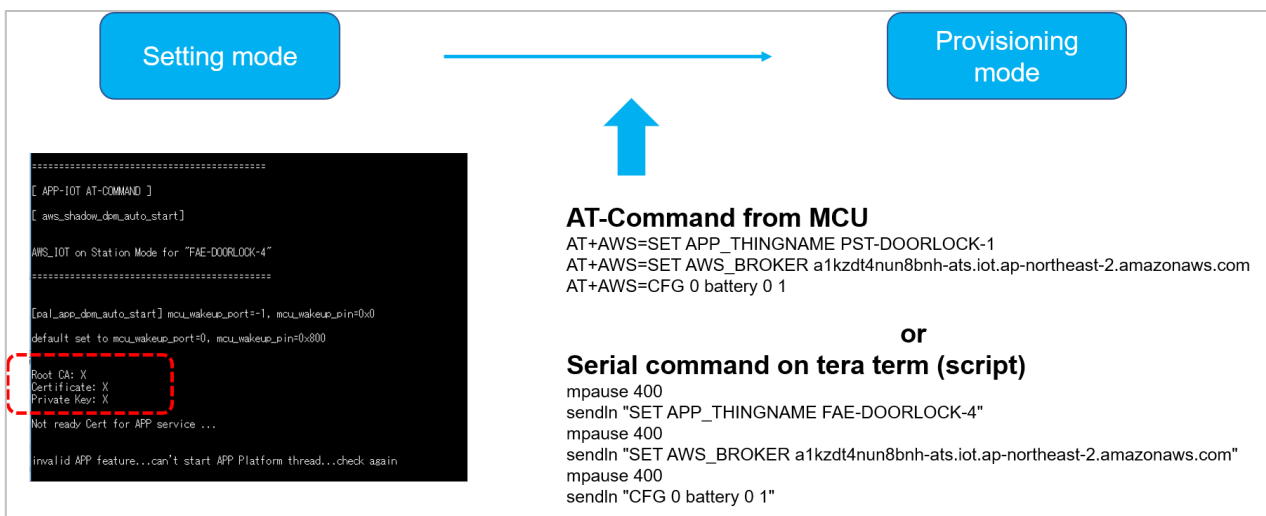 Setting mode
Provisioning
mode
==========================================
[ APP-IOT AT-COMMAND ]
[ aws_shadow_dpm_auto_start]
AWS_IOT on Station Mode for "FAE-DOORLOCK-4"
===========================================
[pal_app_dpm_auto_start] mcu_wakeup_port=-1, mcu_wakeup_pin=0x0
default set to mcu_wakeup_port=0, mcu_wakeup_pin=0x800
Root CA: X
Certificate: X
Private Key: X
Not ready Cert for APP service ...
invalid APP feature...can't start APP Platform thread...check again
AT-Command from MCU
AT+AWS=SET APP_THINGNAME PST-DOORLOCK-1
AT+AWS=SET AWS_BROKER a1kzdt4nun8bnh-ats.iot.ap-northeast-2.amazonaws.com
AT+AWS=CFG 0 battery 0 1
or
Serial command on tera term (script)
mpause 400
sendln "SET APP_THINGNAME FAE-DOORLOCK-4"
mpause 400
sendln "SET AWS_BROKER a1kzdt4nun8bnh-ats.iot.ap-northeast-2.amazonaws.com"
mpause 400
sendln "CFG 0 battery 0 1"